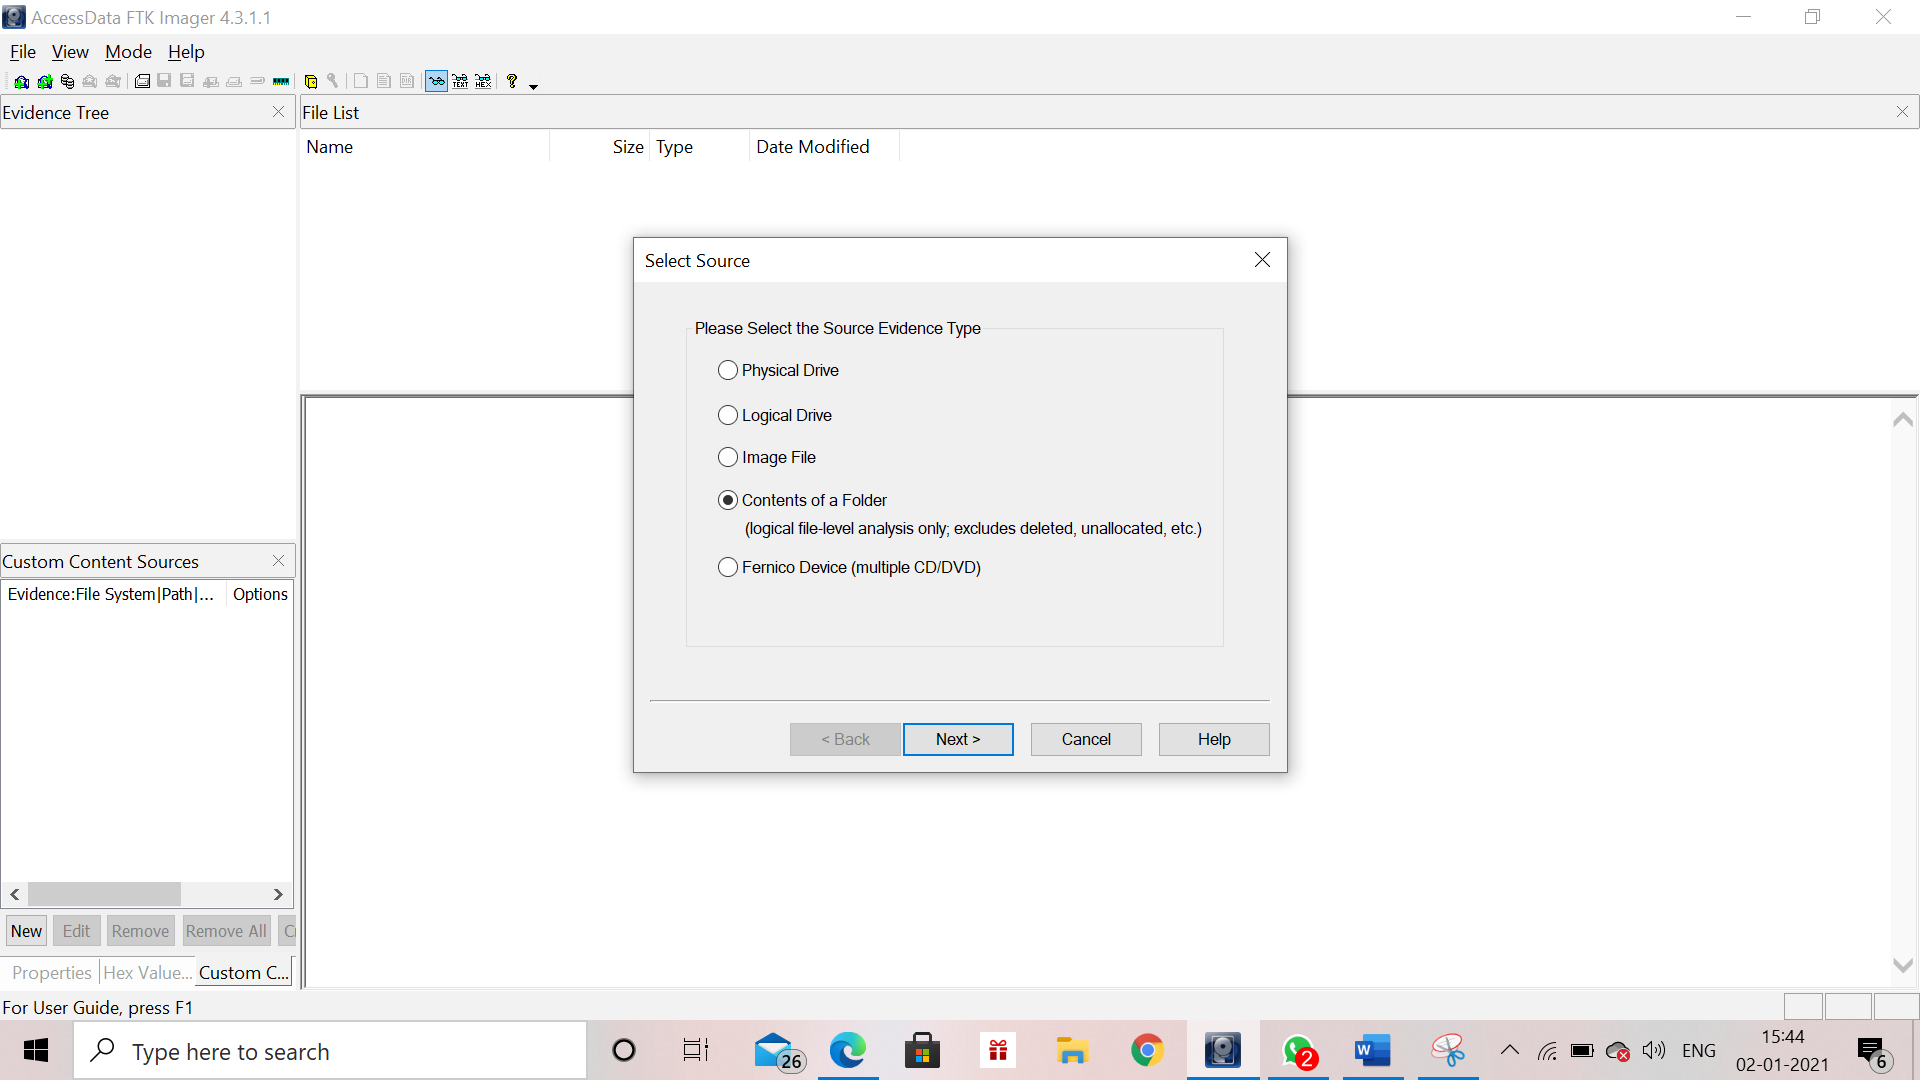 AccessData FTK Imager 4.3.1.1
File View Mode Help
TEXT HEX
Evidence Tree
File List
Name Size Type Date Modified
Select Source
Please Select the Source Evidence Type
Physical Drive
Logical Drive
Image File
Contents of a Folder
(logical file-level analysis only; excludes deleted, unallocated, etc.)
Fernico Device (multiple CD/DVD)
< Back Next > Cancel Help
Custom Content Sources
Evidence:File System|Path|... Options
New Edit Remove Remove All
Properties Hex Value... Custom C...
For User Guide, press F1
Type here to search
26
W
2
ENG
15:44
02-01-2021
6